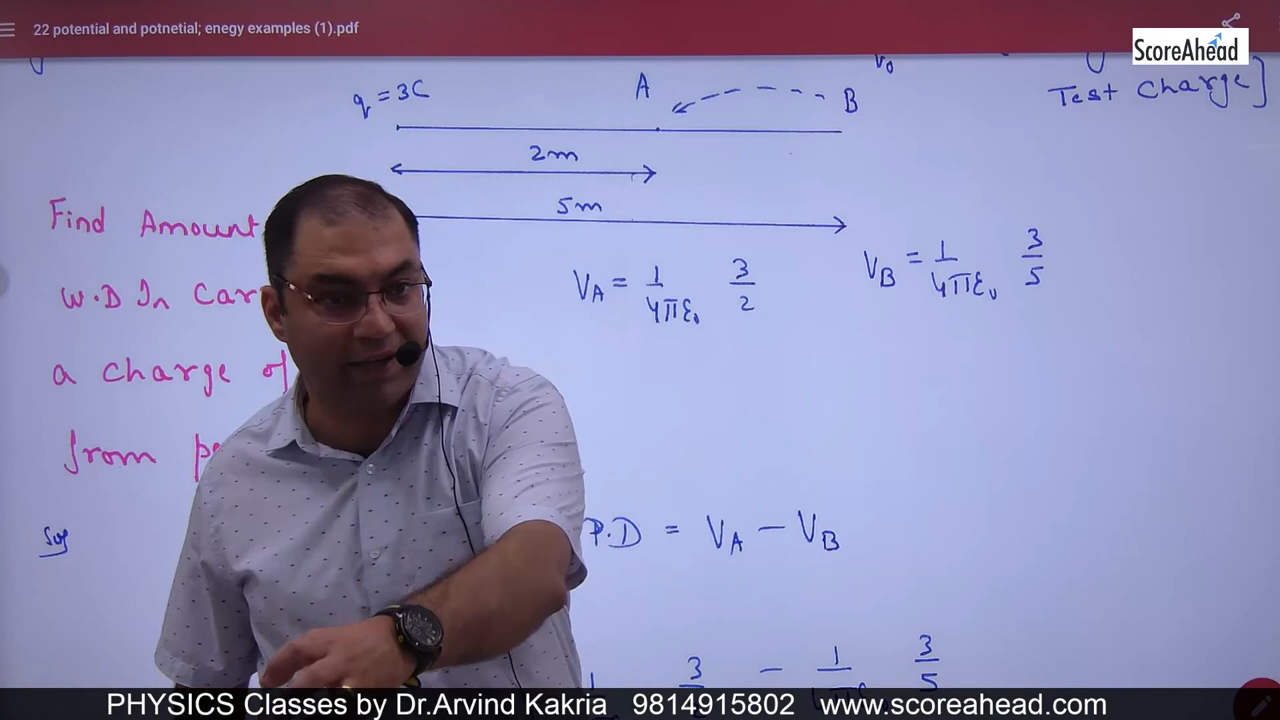 22 potential and potnetial; enegy examples (1).pdf
ScoreAhead
V₀
Test Charge]
q = 3C
A
B
2m
5m
Find Amount
W.D In Car
a charge of
from
V_A = 1/4πε₀ 3/2
V_B = 1/4πε₀ 3/5
P.D = V_A − V_B
3 − 1 3/5
PHYSICS Classes by Dr.Arvind Kakria 9814915802 www.scoreahead.com